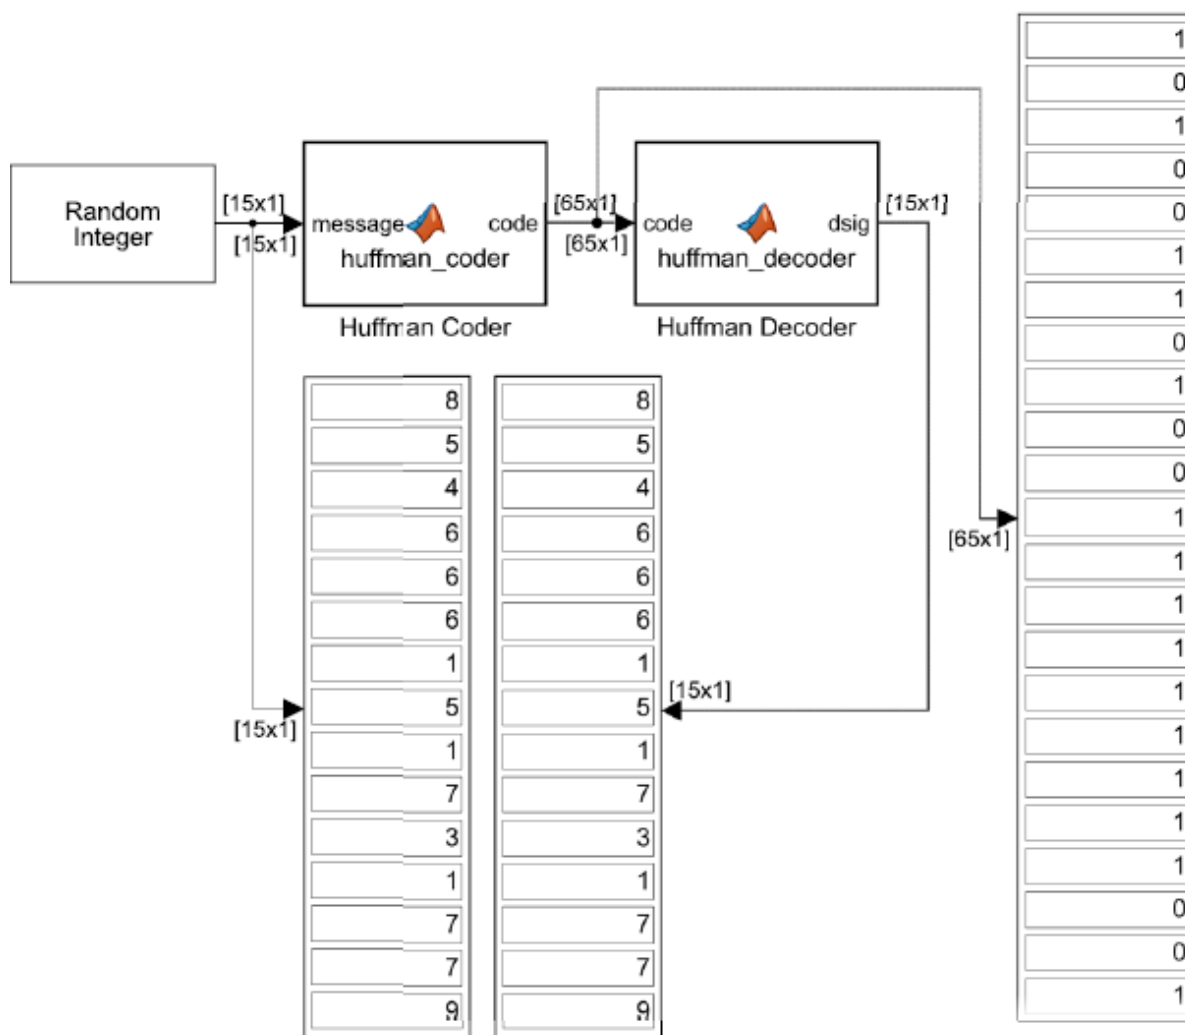 Random
Integer
[15x1]
[15x1]
message
code
huffman_coder
Huffman Coder
[65x1]
[65x1]
code
dsig
huffman_decoder
Huffman Decoder
[15x1]
[15x1]
8
5
4
6
6
6
1
5
1
7
3
1
7
7
9
8
5
4
6
6
6
1
5
1
7
3
1
7
7
9
[15x1]
[65x1]
1
0
1
0
0
1
1
0
1
0
0
1
1
1
1
1
1
1
1
1
0
0
1